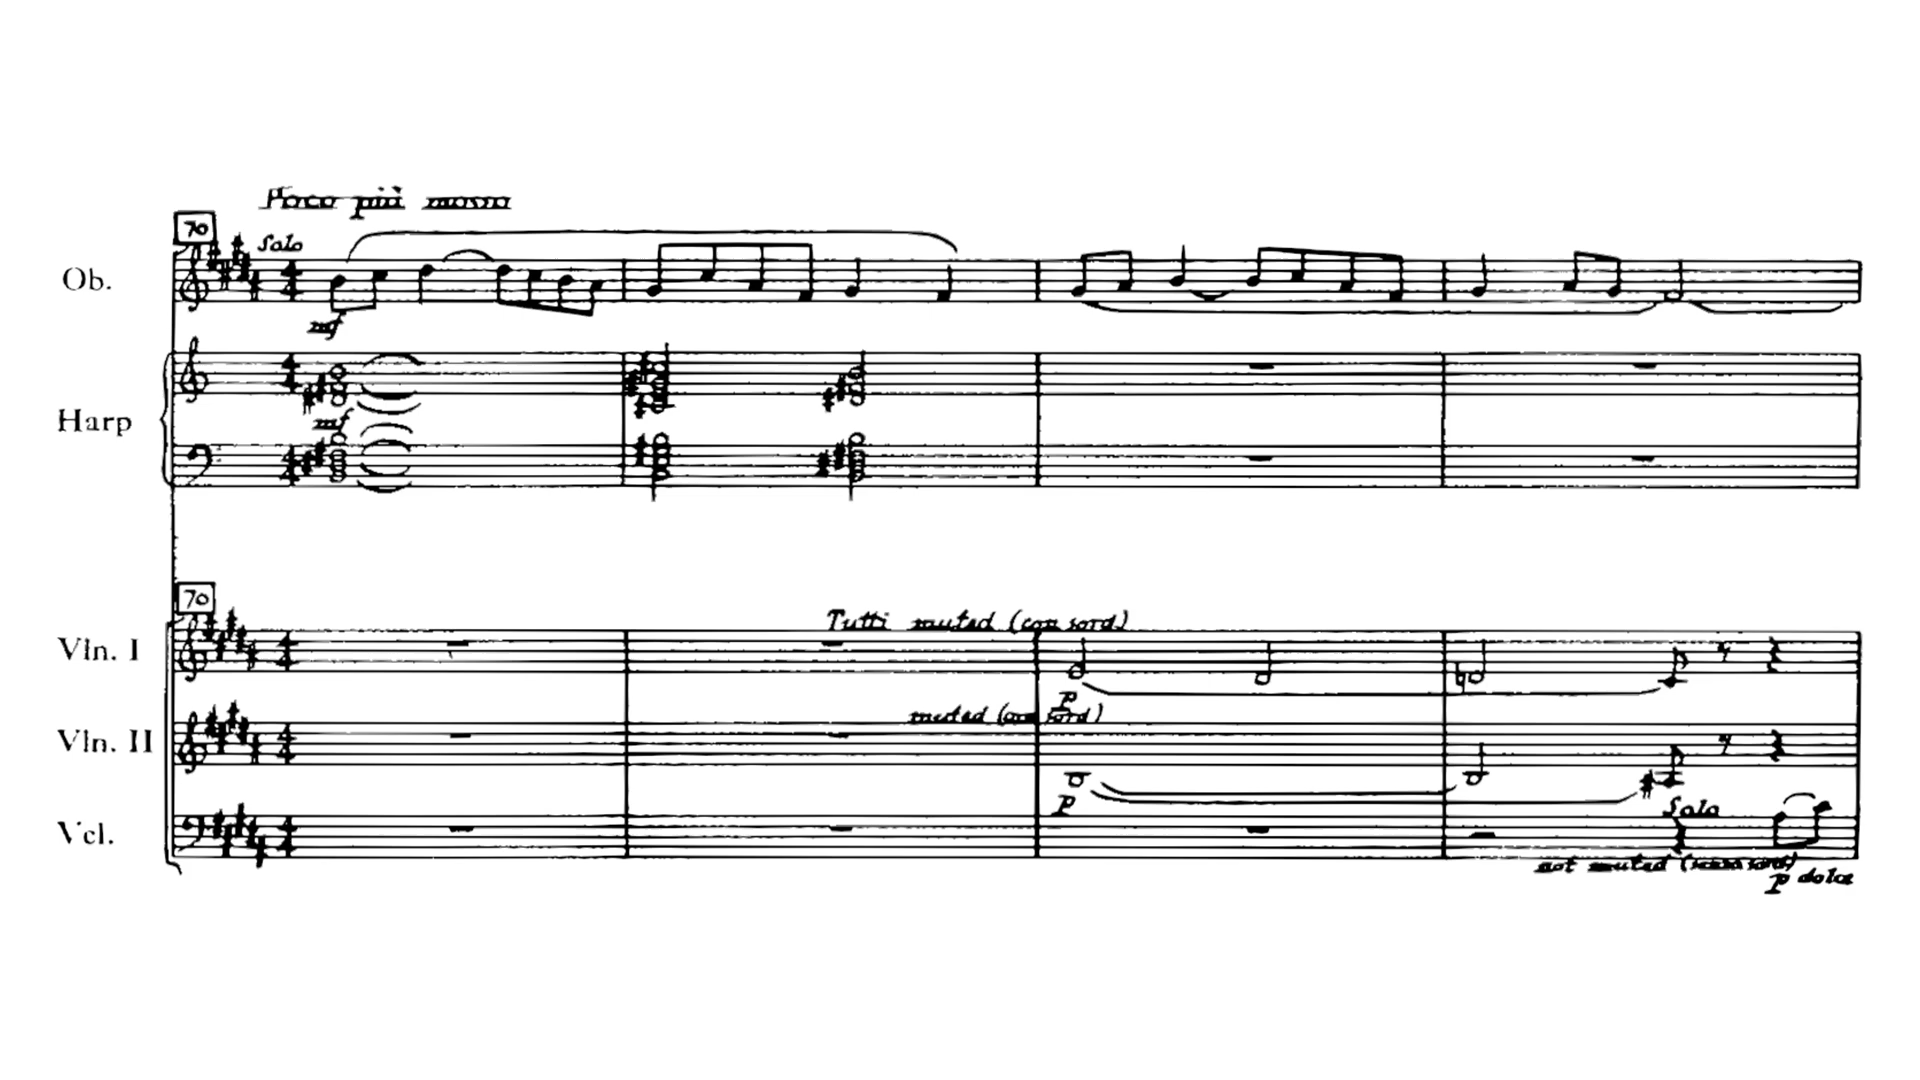 Poco più mosso
70
Solo
Ob.
mf
Harp
mf
70
Tutti muted (con sord)
Vln. I
p
muted (con sord)
Vln. II
p
Solo
Vcl.
not muted (senza sord)
p dolce